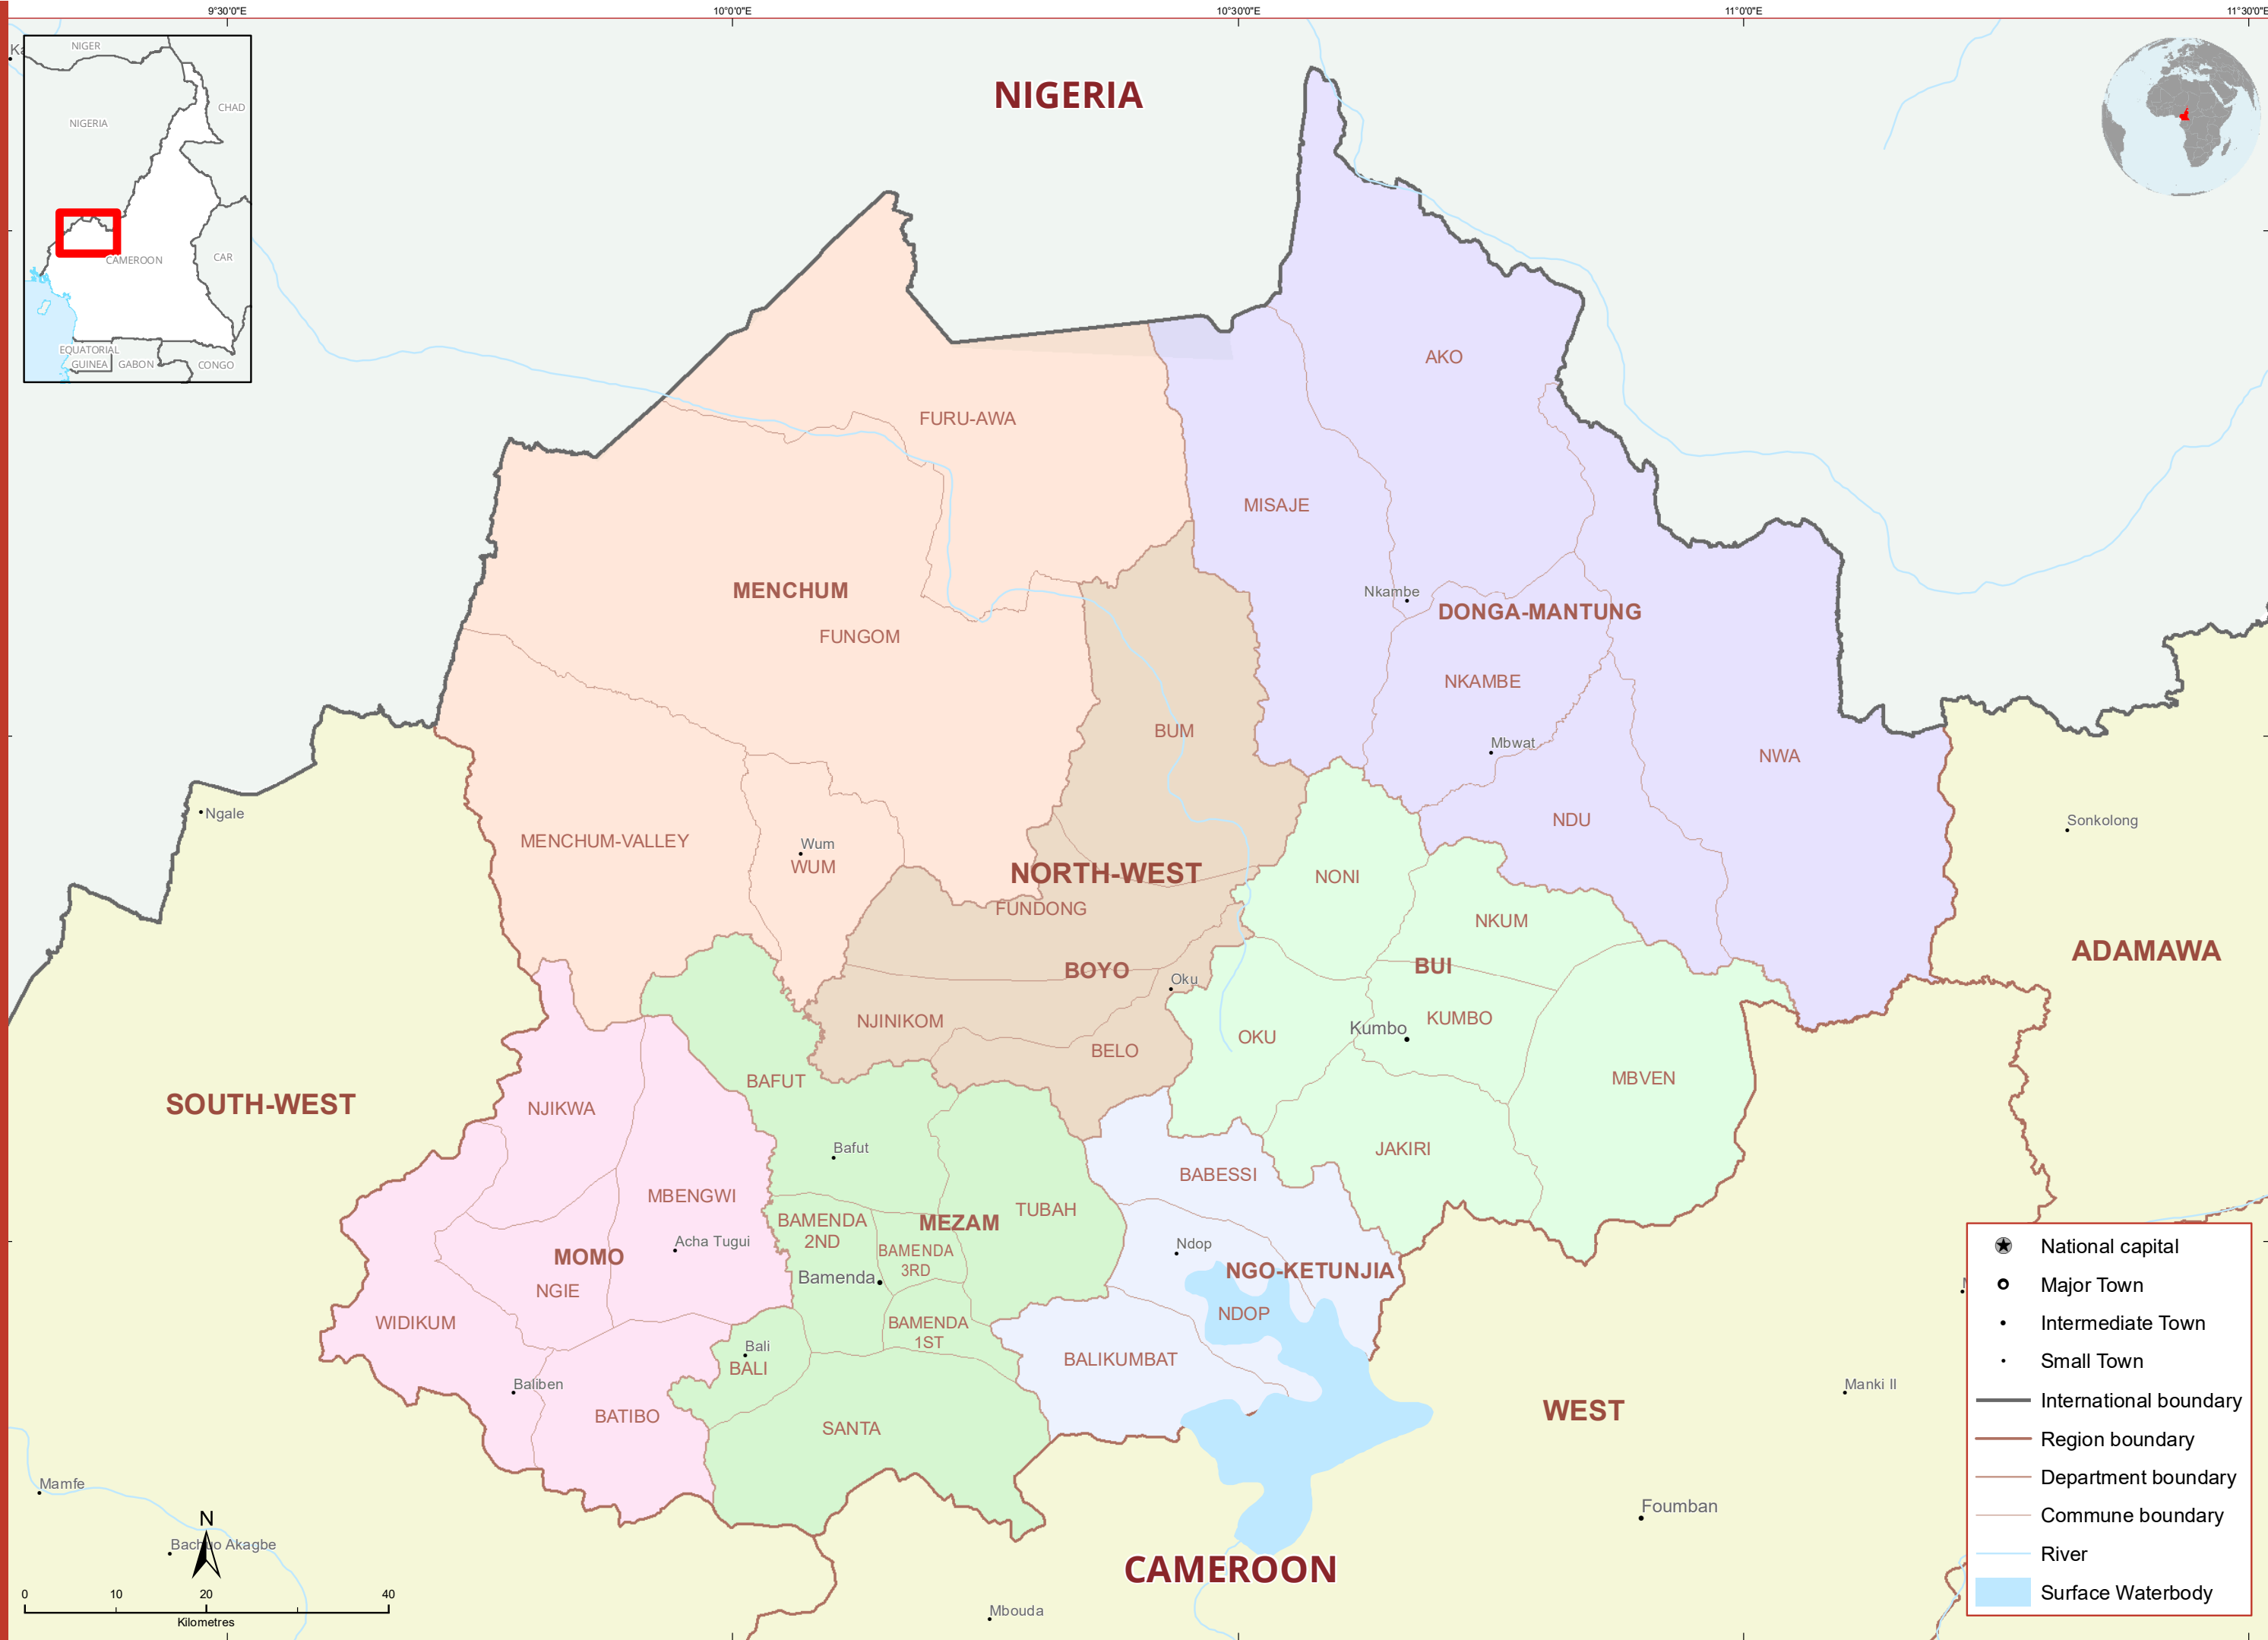 9°30'0"E
10°0'0"E
10°30'0"E
11°0'0"E
11°30'0"E
NIGER
CHAD
NIGERIA
CAR
CAMEROON
EQUATORIAL
GUINEA
GABON
CONGO
NIGERIA
AKO
FURU-AWA
MISAJE
MENCHUM
Nkambe
DONGA-MANTUNG
FUNGOM
NKAMBE
BUM
Mbwat
NWA
Ngale
NDU
Sonkolong
MENCHUM-VALLEY
Wum
WUM
NORTH-WEST
NONI
FUNDONG
NKUM
ADAMAWA
BOYO
BUI
Oku
NJINIKOM
KUMBO
Kumbo
OKU
BELO
BAFUT
MBVEN
SOUTH-WEST
NJIKWA
Bafut
JAKIRI
BABESSI
MBENGWI
TUBAH
BAMENDA
2ND
MEZAM
Acha Tugui
Ndop
MOMO
BAMENDA
3RD
Bamenda
NGO-KETUNJIA
NGIE
NDOP
WIDIKUM
BAMENDA
1ST
Bali
BALI
BALIKUMBAT
Baliben
Manki II
BATIBO
SANTA
WEST
Mamfe
Foumban
N
Bachuo Akagbe
CAMEROON
0
10
20
40
Kilometres
Mbouda
National capital
Major Town
Intermediate Town
Small Town
International boundary
Region boundary
Department boundary
Commune boundary
River
Surface Waterbody